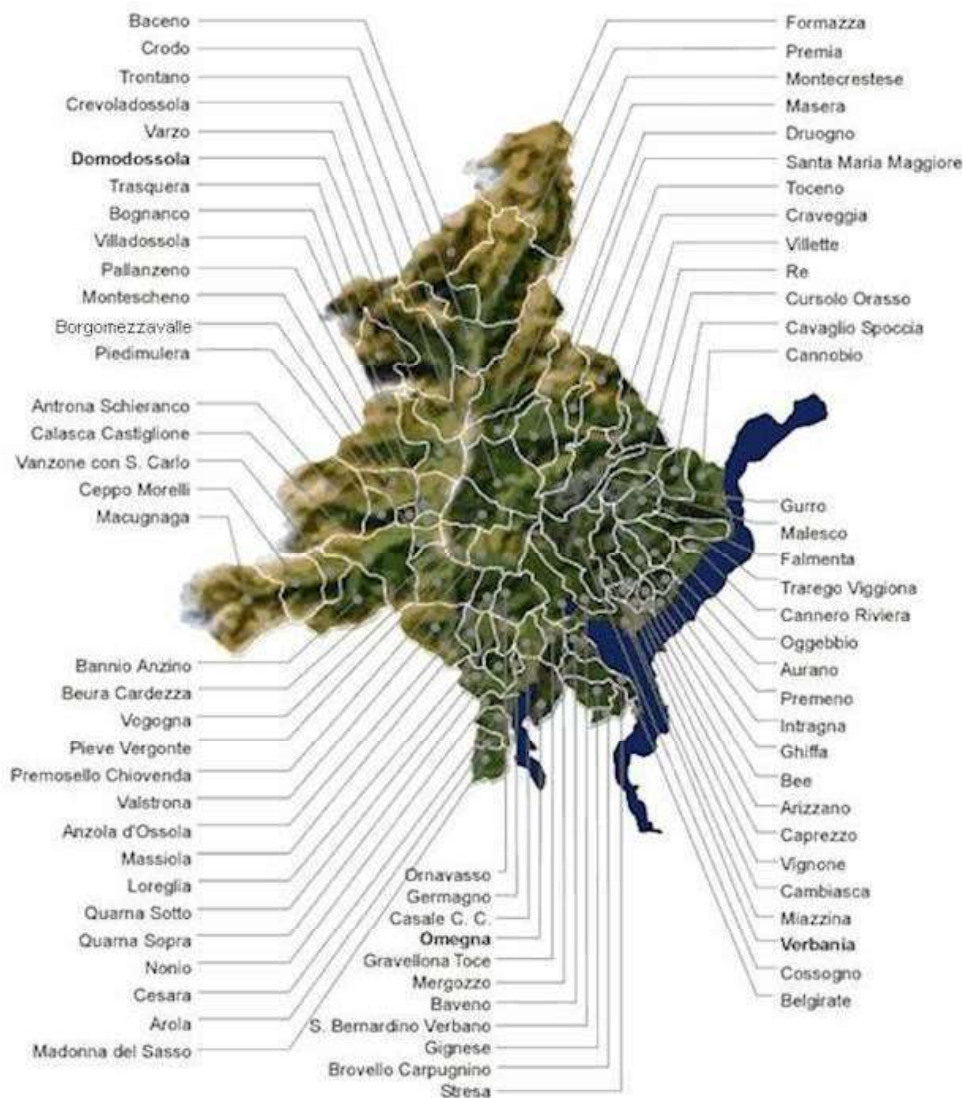 Baceno
Crodo
Trontano
Crevoladossola
Varzo
Domodossola
Trasquera
Bognanco
Villadossola
Pallanzeno
Montescheno
Borgomezzavalle
Piedimulera
Antrona Schieranco
Calasca Castiglione
Vanzone con S. Carlo
Ceppo Morelli
Macugnaga
Bannio Anzino
Beura Cardezza
Vogogna
Pieve Vergonte
Premosello Chiovenda
Valstrona
Anzola d'Ossola
Massiola
Loreglia
Quarna Sotto
Quarna Sopra
Nonio
Cesara
Arola
Madonna del Sasso
Ornavasso
Germagno
Casale C. C.
Omegna
Gravellona Toce
Mergozzo
Baveno
S. Bernardino Verbano
Gignese
Brovello Carpugnino
Stresa
Formazza
Premia
Montecrestese
Masera
Druogno
Santa Maria Maggiore
Toceno
Craveggia
Villette
Re
Cursolo Orasso
Cavaglio Spoccia
Cannobio
Gurro
Malesco
Falmenta
Trarego Viggiona
Cannero Riviera
Oggebbio
Aurano
Premeno
Intragna
Ghiffa
Bee
Arizzano
Caprezzo
Vignone
Cambiasca
Miazzina
Verbania
Cossogno
Belgirate